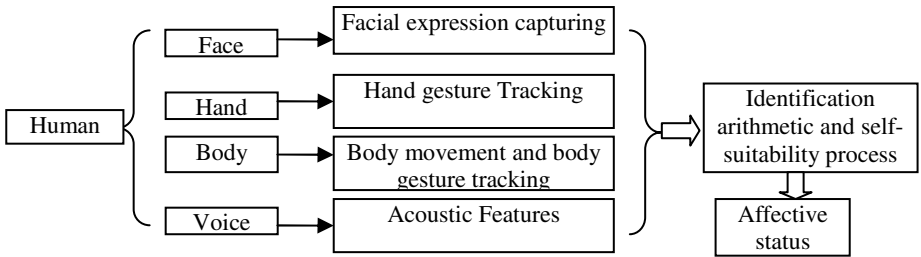 Human
Face
Facial expression capturing
Hand
Hand gesture Tracking
Body
Body movement and body
gesture tracking
Voice
Acoustic Features
Identification
arithmetic and self-
suitability process
Affective
status